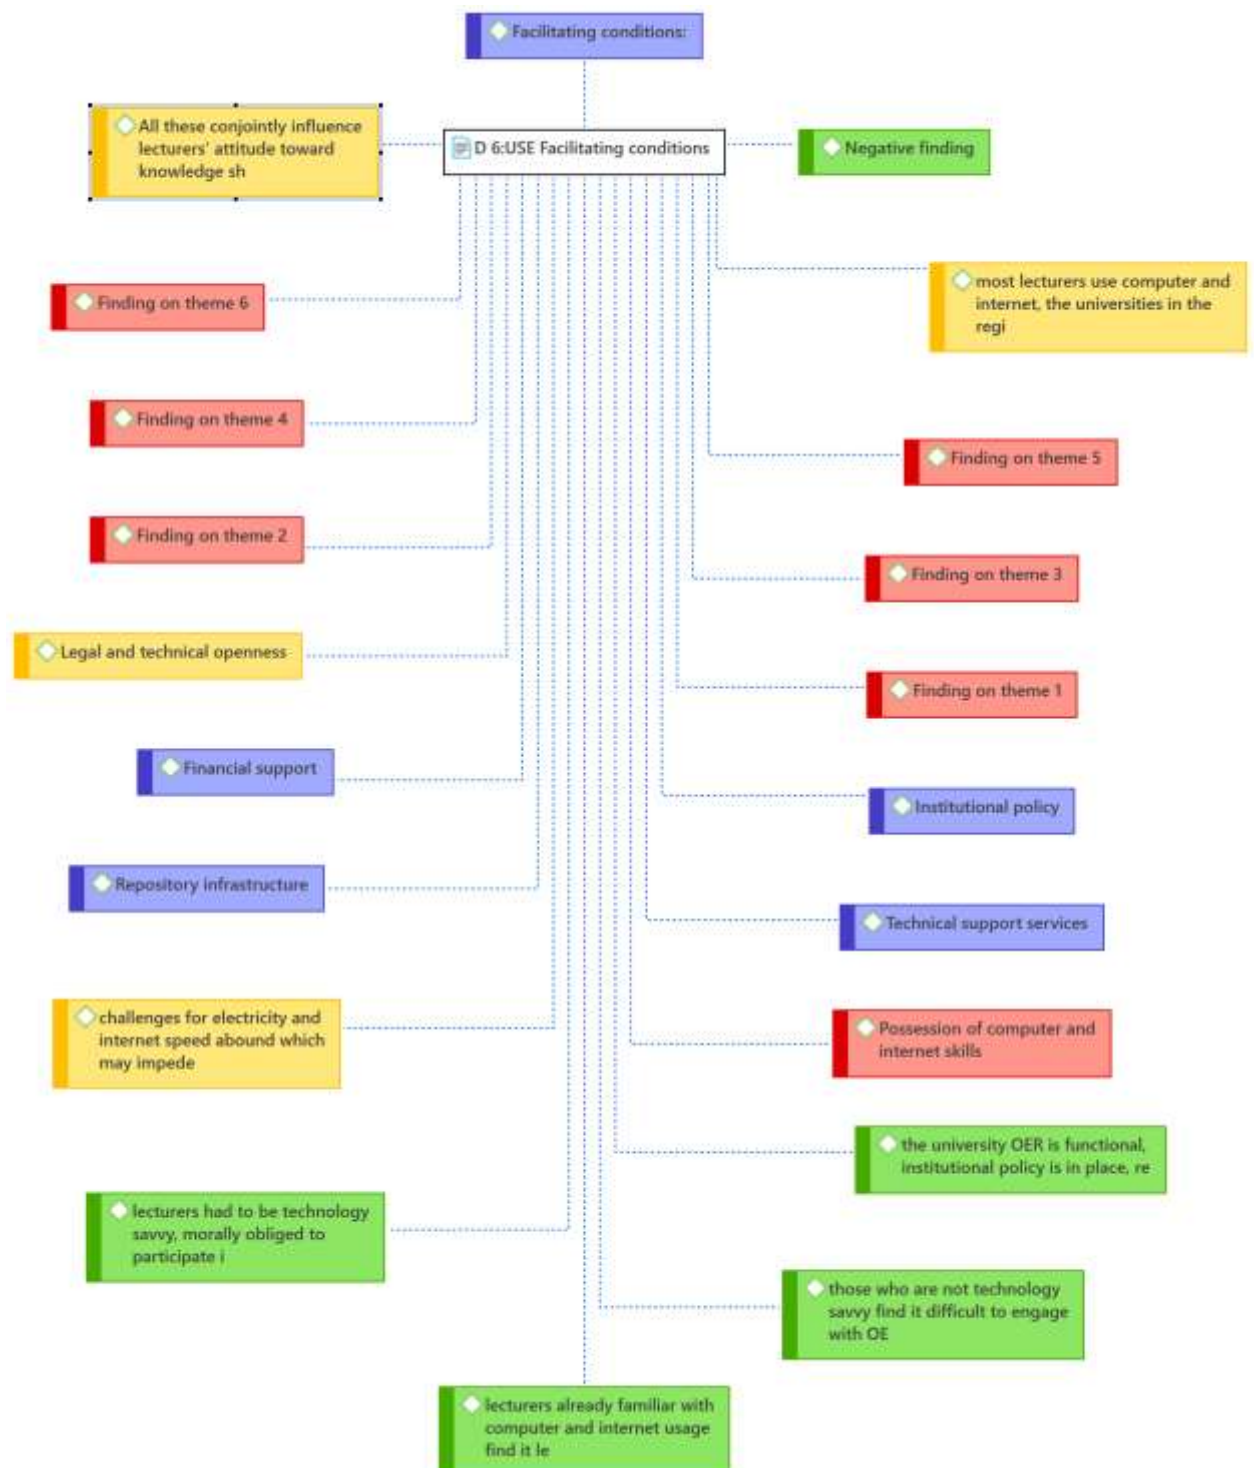 Facilitating conditions:
All these conjointly influence
lecturers' attitude toward
knowledge sh
D 6:USE Facilitating conditions
Negative finding
most lecturers use computer and
internet, the universities in the
regi
Finding on theme 6
Finding on theme 4
Finding on theme 5
Finding on theme 2
Finding on theme 3
Legal and technical openness
Finding on theme 1
Financial support
Institutional policy
Repository infrastructure
Technical support services
challenges for electricity and
internet speed abound which
may impede
Possession of computer and
internet skills
the university OER is functional,
institutional policy is in place, re
lecturers had to be technology
savvy, morally obliged to
participate i
those who are not technology
savvy find it difficult to engage
with OE
lecturers already familiar with
computer and internet usage
find it le